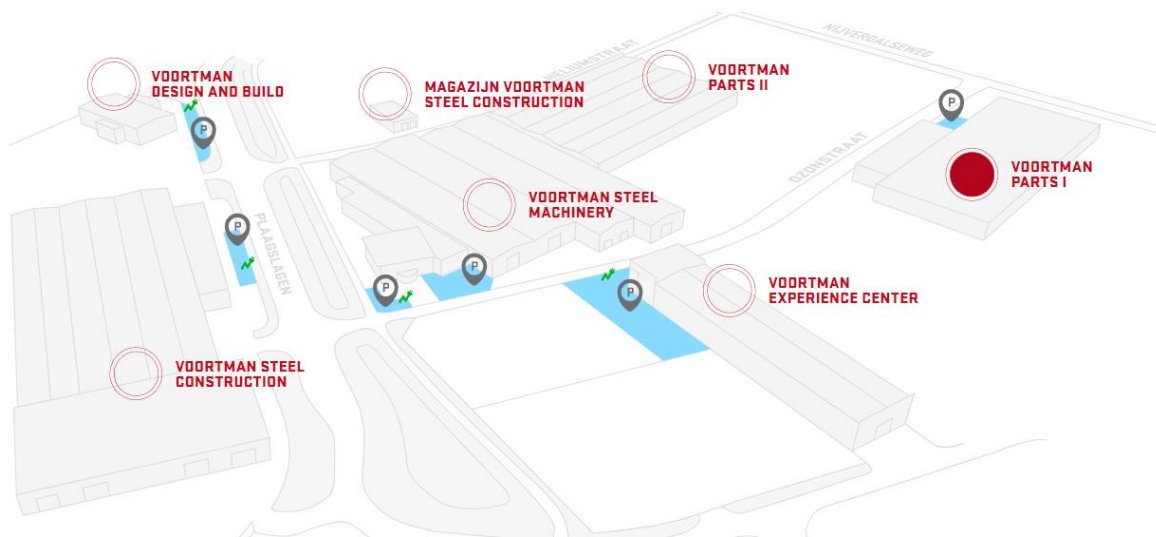 NIJVERDALSEWEG
HELIUMSTRAAT
VOORTMAN
DESIGN AND BUILD
MAGAZIJN VOORTMAN
STEEL CONSTRUCTION
VOORTMAN
PARTS II
P
P
OZONSTRAAT
VOORTMAN
PARTS I
VOORTMAN STEEL
MACHINERY
P
PLAAGSLAGEN
P
P
P
VOORTMAN
EXPERIENCE CENTER
VOORTMAN STEEL
CONSTRUCTION